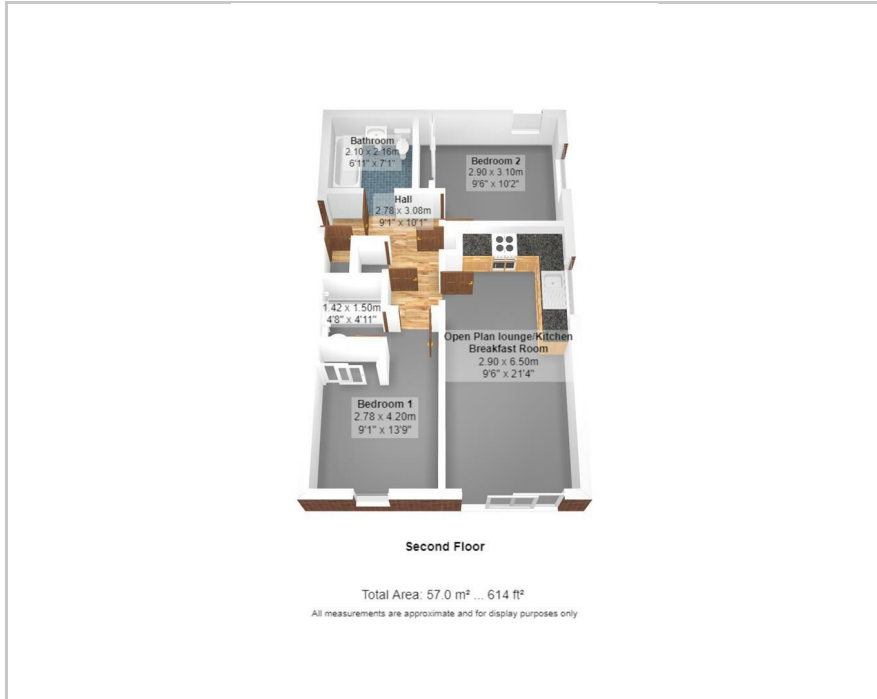 Bathroom
2.10 x 2.16m
6'11" x 7'1"
Bedroom 2
2.90 x 3.10m
9'6" x 10'2"
Hall
2.78 x 3.08m
9'1" x 10'1"
1.42 x 1.50m
4'8" x 4'11"
Open Plan lounge/Kitchen
Breakfast Room
2.90 x 6.50m
9'6" x 21'4"
Bedroom 1
2.78 x 4.20m
9'1" x 13'9"
Second Floor
Total Area: 57.0 m² ... 614 ft²
All measurements are approximate and for display purposes only